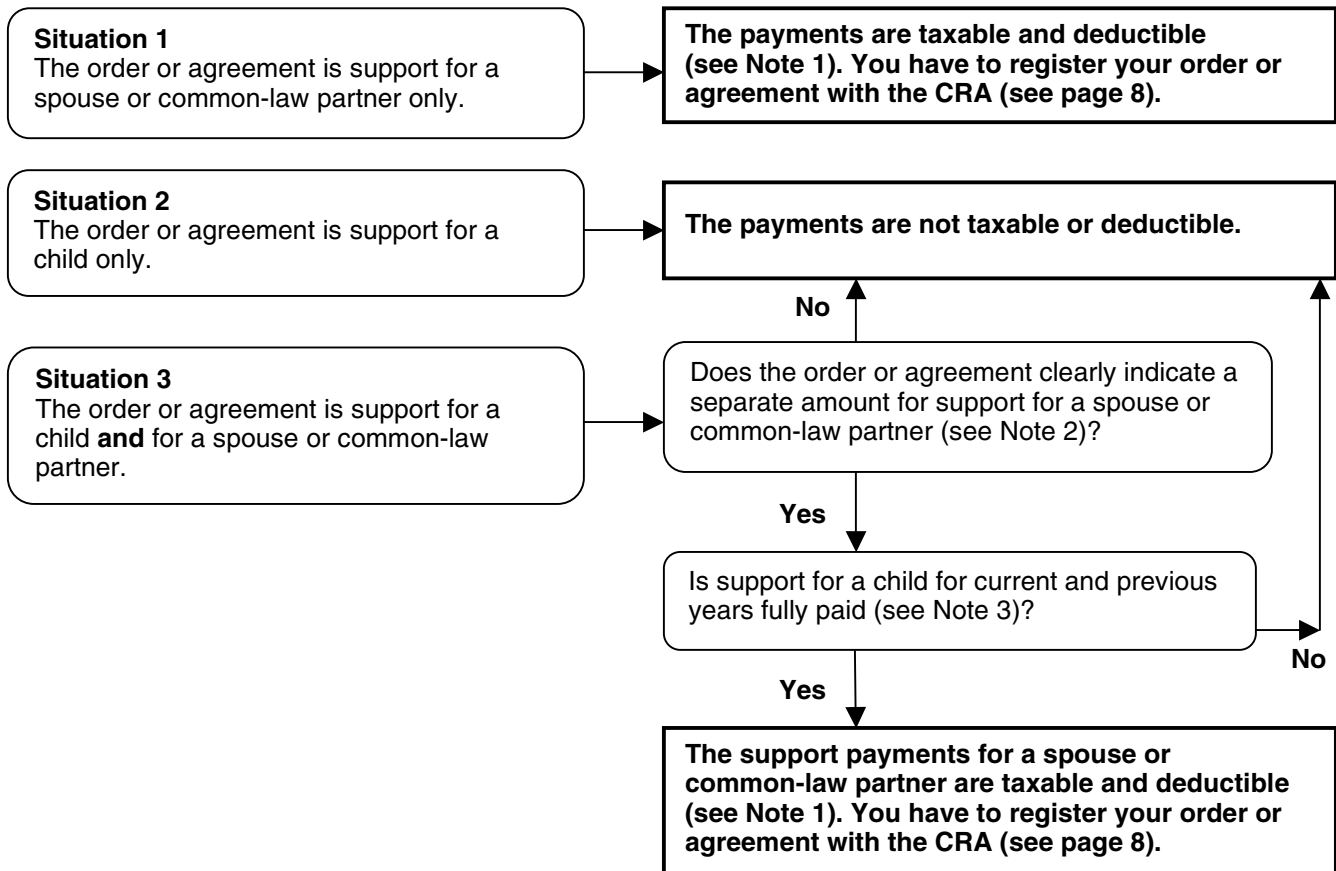 Situation 1
The order or agreement is support for a
spouse or common-law partner only.
The payments are taxable and deductible
(see Note 1). You have to register your order or
agreement with the CRA (see page 8).
Situation 2
The order or agreement is support for a
child only.
The payments are not taxable or deductible.
No
Situation 3
The order or agreement is support for a
child and for a spouse or common-law
partner.
Does the order or agreement clearly indicate a
separate amount for support for a spouse or
common-law partner (see Note 2)?
Yes
Is support for a child for current and previous
years fully paid (see Note 3)?
No
Yes
The support payments for a spouse or
common-law partner are taxable and deductible
(see Note 1). You have to register your order or
agreement with the CRA (see page 8).